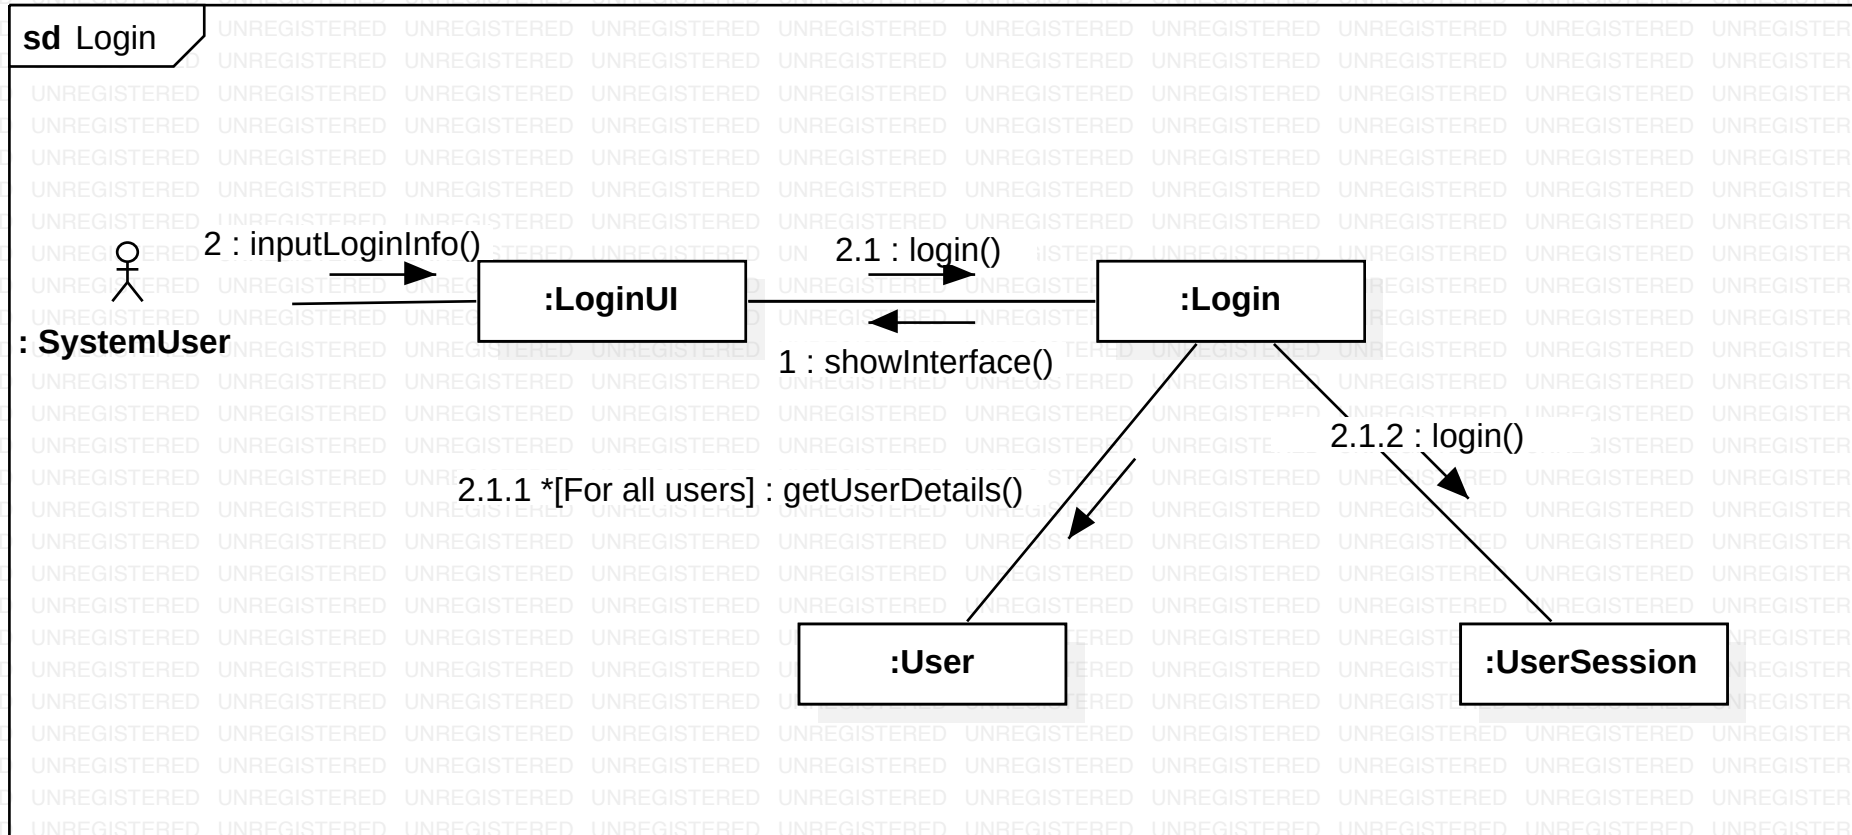 sd Login
2 : inputLoginInfo()
2.1 : login()
:LoginUI
:Login
: SystemUser
1 : showInterface()
2.1.2 : login()
2.1.1 *[For all users] : getUserDetails()
:User
:UserSession
UNREGISTERED